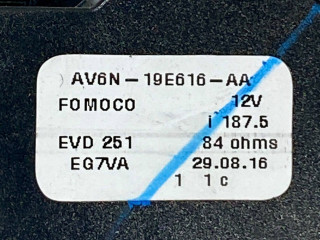 AV6N-19E616-AA
FOMOCO 12V
i 187.5
EVD 251 84 ohms
EG7VA 29.08.16
1 1c